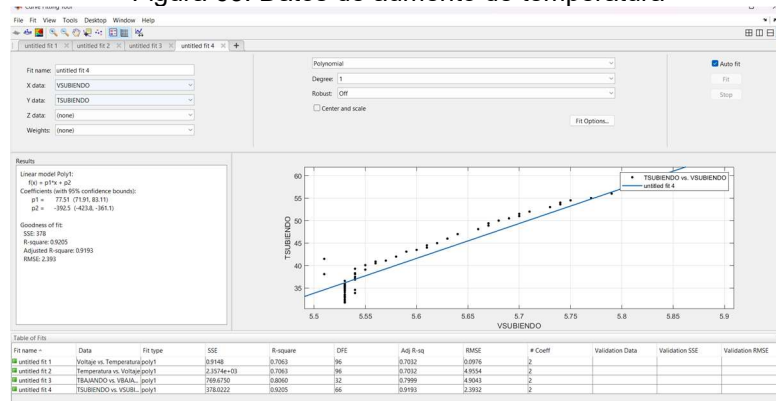 Figura 65. Datos de aumento de temperatura
Curve Fitting Tool
File Fit View Tools Desktop Window Help
untitled fit 1 untitled fit 2 untitled fit 3 untitled fit 4
Fit name: untitled fit 4
X data: VSUBIENDO
Y data: TSUBIENDO
Z data: (none)
Weights: (none)
Polynomial
Degree: 1
Robust: Off
Center and scale
Fit Options...
Auto fit
Fit
Stop
Results
Linear model Poly1:
f(x) = p1*x + p2
Coefficients (with 95% confidence bounds):
p1 = 77.51 (71.91, 83.11)
p2 = -392.5 (-423.8, -361.1)
Goodness of fit:
SSE: 378
R-square: 0.9205
Adjusted R-square: 0.9193
RMSE: 2.393
TSUBIENDO vs. VSUBIENDO
untitled fit 4
60
55
50
45
40
35
TSUBIENDO
5.5 5.55 5.6 5.65 5.7 5.75 5.8 5.85 5.9
VSUBIENDO
Table of Fits
Fit name Data Fit type SSE R-square DFE Adj R-sq RMSE # Coeff Validation Data Validation SSE Validation RMSE
untitled fit 1 Voltaje vs. Temperatura poly1 0.9148 0.7063 96 0.7032 0.0976 2
untitled fit 2 Temperatura vs. Voltaje poly1 2.3574e+03 0.7063 96 0.7032 4.9554 2
untitled fit 3 TBAJANDO vs. VBAJA... poly1 769.6750 0.8060 32 0.7999 4.9043 2
untitled fit 4 TSUBIENDO vs. VSUBI... poly1 378.0222 0.9205 66 0.9193 2.3932 2